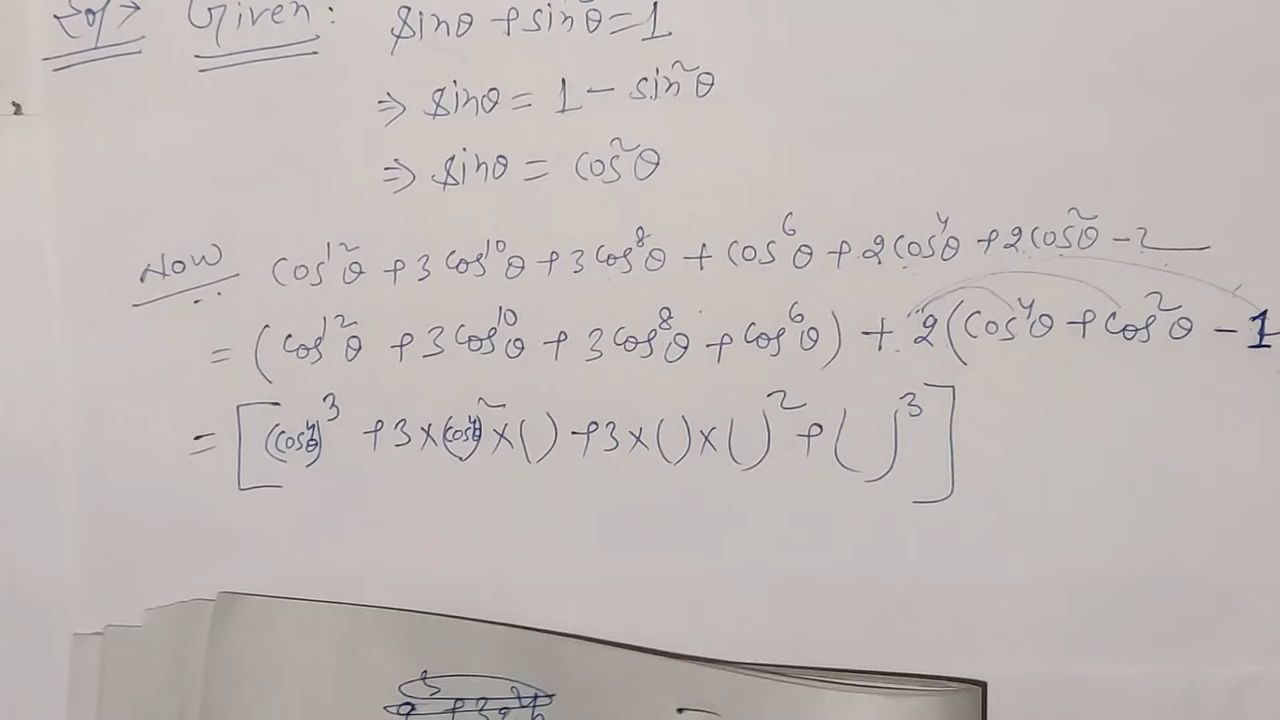 Sol→ Given: sinθ + sin²θ = 1
⇒ sinθ = 1 − sin²θ
⇒ sinθ = cos²θ
Now cos¹²θ + 3cos¹⁰θ + 3cos⁸θ + cos⁶θ + 2cos⁴θ + 2cos²θ − 2
= (cos¹²θ + 3cos¹⁰θ + 3cos⁸θ + cos⁶θ) + 2(cos⁴θ + cos²θ − 1
= [(cos⁴θ)³ + 3×(cos⁴θ)²×() + 3×()×()² + ( )³]